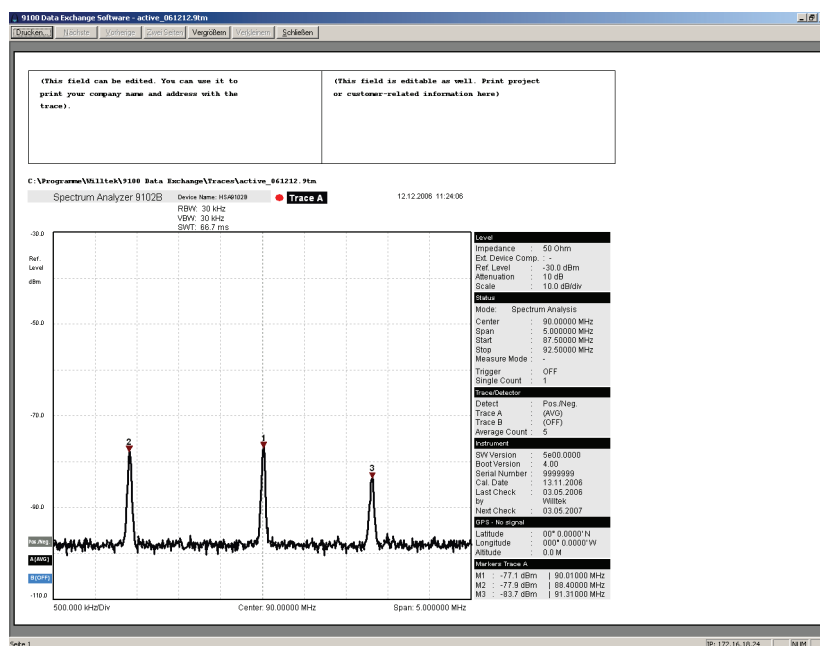 9100 Data Exchange Software - active_061212.9tm
Drucken... Nächste Vorherige Zwei Seiten Vergrößern Verkleinern Schließen
(This field can be edited. You can use it to
print your company name and address with the
trace).
(This field is editable as well. Print project
or customer-related information here)
C:\Programme\Willtek\9100 Data Exchange\Traces\active_061212.9tm
Spectrum Analyzer 9102B Device Name: HSA9102B Trace A 12.12.2006 11:24:06
RBW: 30 kHz
VBW: 30 kHz
SWT: 66.7 ms
-30.0
Ref.
Level
dBm
-50.0
-70.0
-90.0
Pos./Neg.
A(AVG)
B(OFF)
-110.0
2
1
3
500.000 kHz/Div Center: 90.00000 MHz Span: 5.000000 MHz
Level
Impedance : 50 Ohm
Ext. Device Comp. : -
Ref. Level : -30.0 dBm
Attenuation : 10 dB
Scale : 10.0 dB/div
Status
Mode: Spectrum Analysis
Center : 90.00000 MHz
Span : 5.000000 MHz
Start : 87.50000 MHz
Stop : 92.50000 MHz
Measure Mode : -
Trigger : OFF
Single Count : 1
Trace/Detector
Detect : Pos./Neg.
Trace A : (AVG)
Trace B : (OFF)
Average Count : 5
Instrument
SW Version : 5e00.0000
Boot Version : 4.00
Serial Number : 9999999
Cal. Date : 13.11.2006
Last Check : 03.05.2006
by Willtek
Next Check : 03.05.2007
GPS - No signal
Latitude : 00° 0.0000' N
Longitude : 000° 0.0000' W
Altitude : 0.0 M
Markers Trace A
M1 : -77.1 dBm | 90.01000 MHz
M2 : -77.9 dBm | 88.40000 MHz
M3 : -83.7 dBm | 91.31000 MHz
Seite 1 IP: 172.16.18.24 NUM